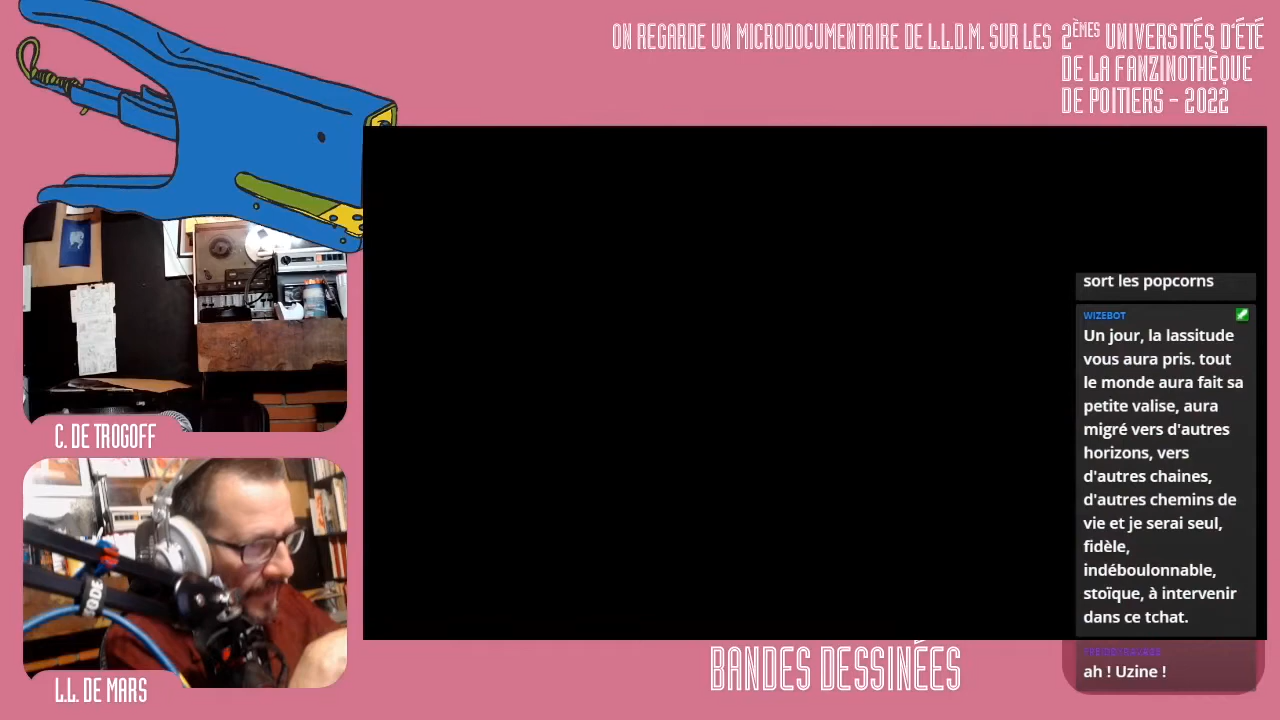 ON REGARDE UN MICRODOCUMENTAIRE DE L.L.D.M. SUR LES 2ÈMES UNIVERSITÉS D'ÉTÉ
DE LA FANZINOTHÈQUE
DE POITIERS - 2022
sort les popcorns
WIZEBOT
Un jour, la lassitude
vous aura pris. tout
le monde aura fait sa
petite valise, aura
migré vers d'autres
horizons, vers
d'autres chaines,
d'autres chemins de
vie et je serai seul,
fidèle,
indéboulonnable,
stoïque, à intervenir
dans ce tchat.
ah ! Uzine !
C. DE TROGOFF
L.L. DE MARS
BANDES DESSINÉES